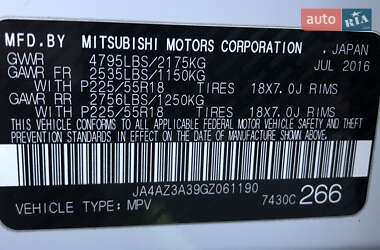 auto RIA
MFD.BY MITSUBISHI MOTORS CORPORATION , JAPAN
GVWR 4795LBS/2175KG JUL 2016
GAWR FR 2535LBS/1150KG
WITH P225/55R18 TIRES 18X7.0J RIMS
GAWR RR 2756LBS/1250KG
WITH P225/55R18 TIRES 18X7.0J RIMS
THIS VEHICLE CONFORMS TO ALL APPLICABLE FEDERAL MOTOR VEHICLE
SAFETY AND THEFT PREVENTION STANDARDS IN EFFECT ON
THE DATE OF MANUFACTURE SHOWN ABOVE.
JA4AZ3A39GZ061190
VEHICLE TYPE: MPV 7430C 266